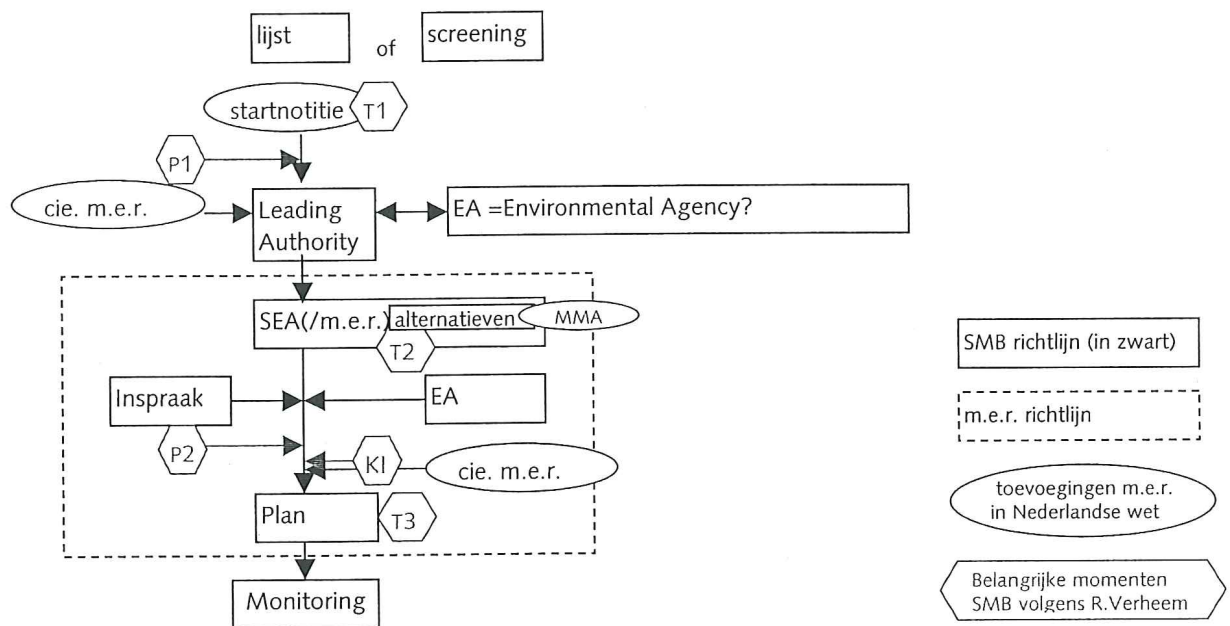 lijst
of
screening
startnotitie
T1
P1
cie. m.e.r.
Leading
Authority
EA =Environmental Agency?
SEA(/m.e.r.)
alternatieven
MMA
T2
Inspraak
EA
P2
KI
cie. m.e.r.
Plan
T3
Monitoring
SMB richtlijn (in zwart)
m.e.r. richtlijn
toevoegingen m.e.r.
in Nederlandse wet
Belangrijke momenten
SMB volgens R.Verheem